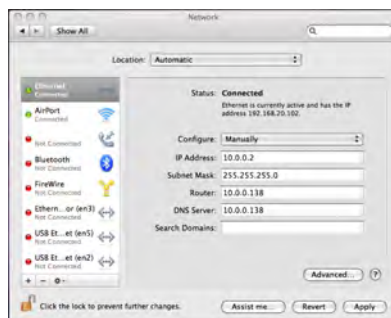 Network
Show All
Location: Automatic
Ethernet
Connected
AirPort
Connected
Not Connected
Bluetooth
Not Connected
FireWire
Not Connected
Ethern...or (en3)
Not Connected
USB Et...et (en5)
Not Connected
USB Et...et (en2)
Not Connected
Status: Connected
Ethernet is currently active and has the IP
address 192.168.20.102.
Configure: Manually
IP Address: 10.0.0.2
Subnet Mask: 255.255.255.0
Router: 10.0.0.138
DNS Server: 10.0.0.138
Search Domains:
Advanced... ?
Click the lock to prevent further changes.
Assist me... Revert Apply